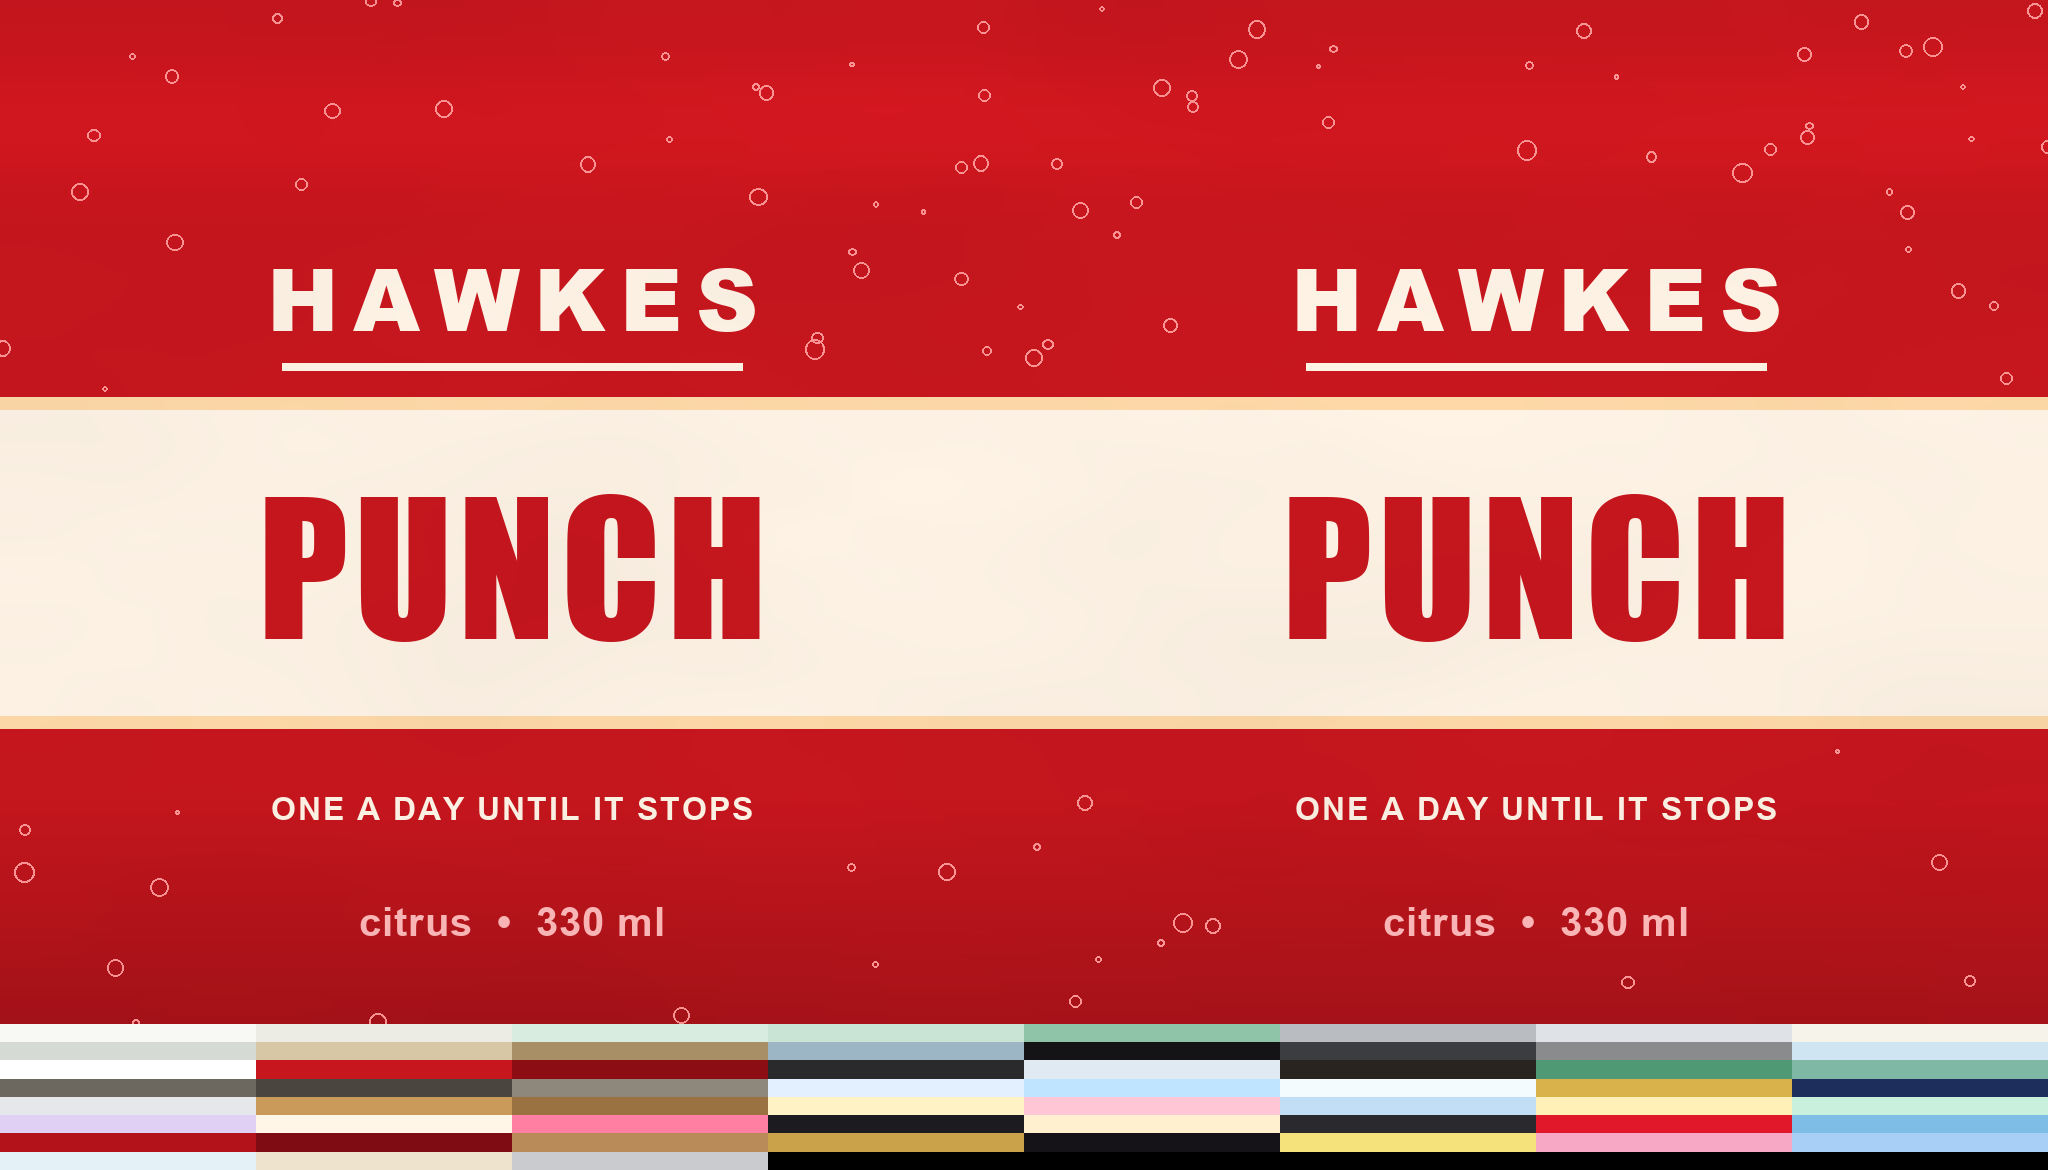 HAWKES HAWKES
PUNCH PUNCH
ONE A DAY UNTIL IT STOPS ONE A DAY UNTIL IT STOPS
citrus • 330 ml citrus • 330 ml